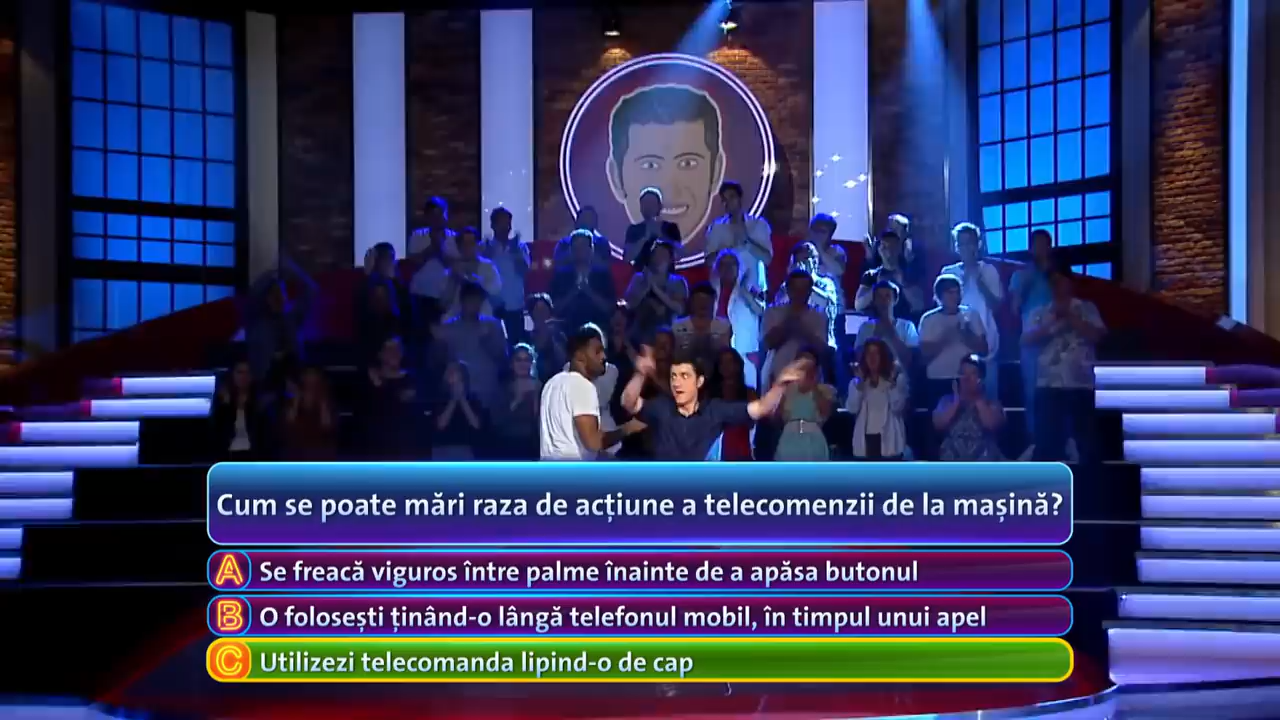 Cum se poate mări raza de acțiune a telecomenzii de la mașină?
A Se freacă viguros între palme înainte de a apăsa butonul
B O folosești ținând-o lângă telefonul mobil, în timpul unui apel
C Utilizezi telecomanda lipind-o de cap